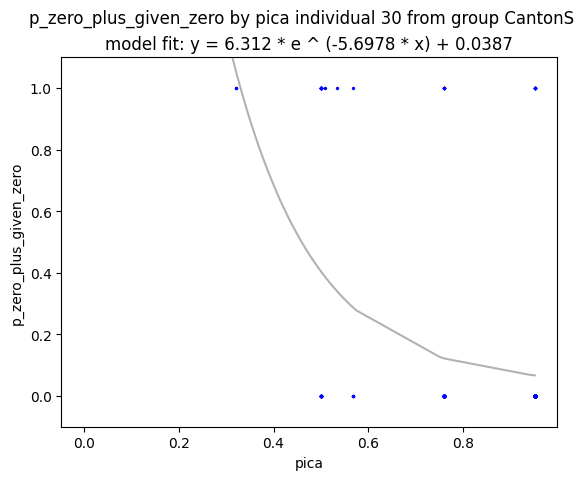 p_zero_plus_given_zero by pica individual 30 from group CantonS
model fit: y = 6.312 * e ^ (-5.6978 * x) + 0.0387
1.0
0.8
0.6
0.4
0.2
0.0
p_zero_plus_given_zero
0.0 0.2 0.4 0.6 0.8
pica